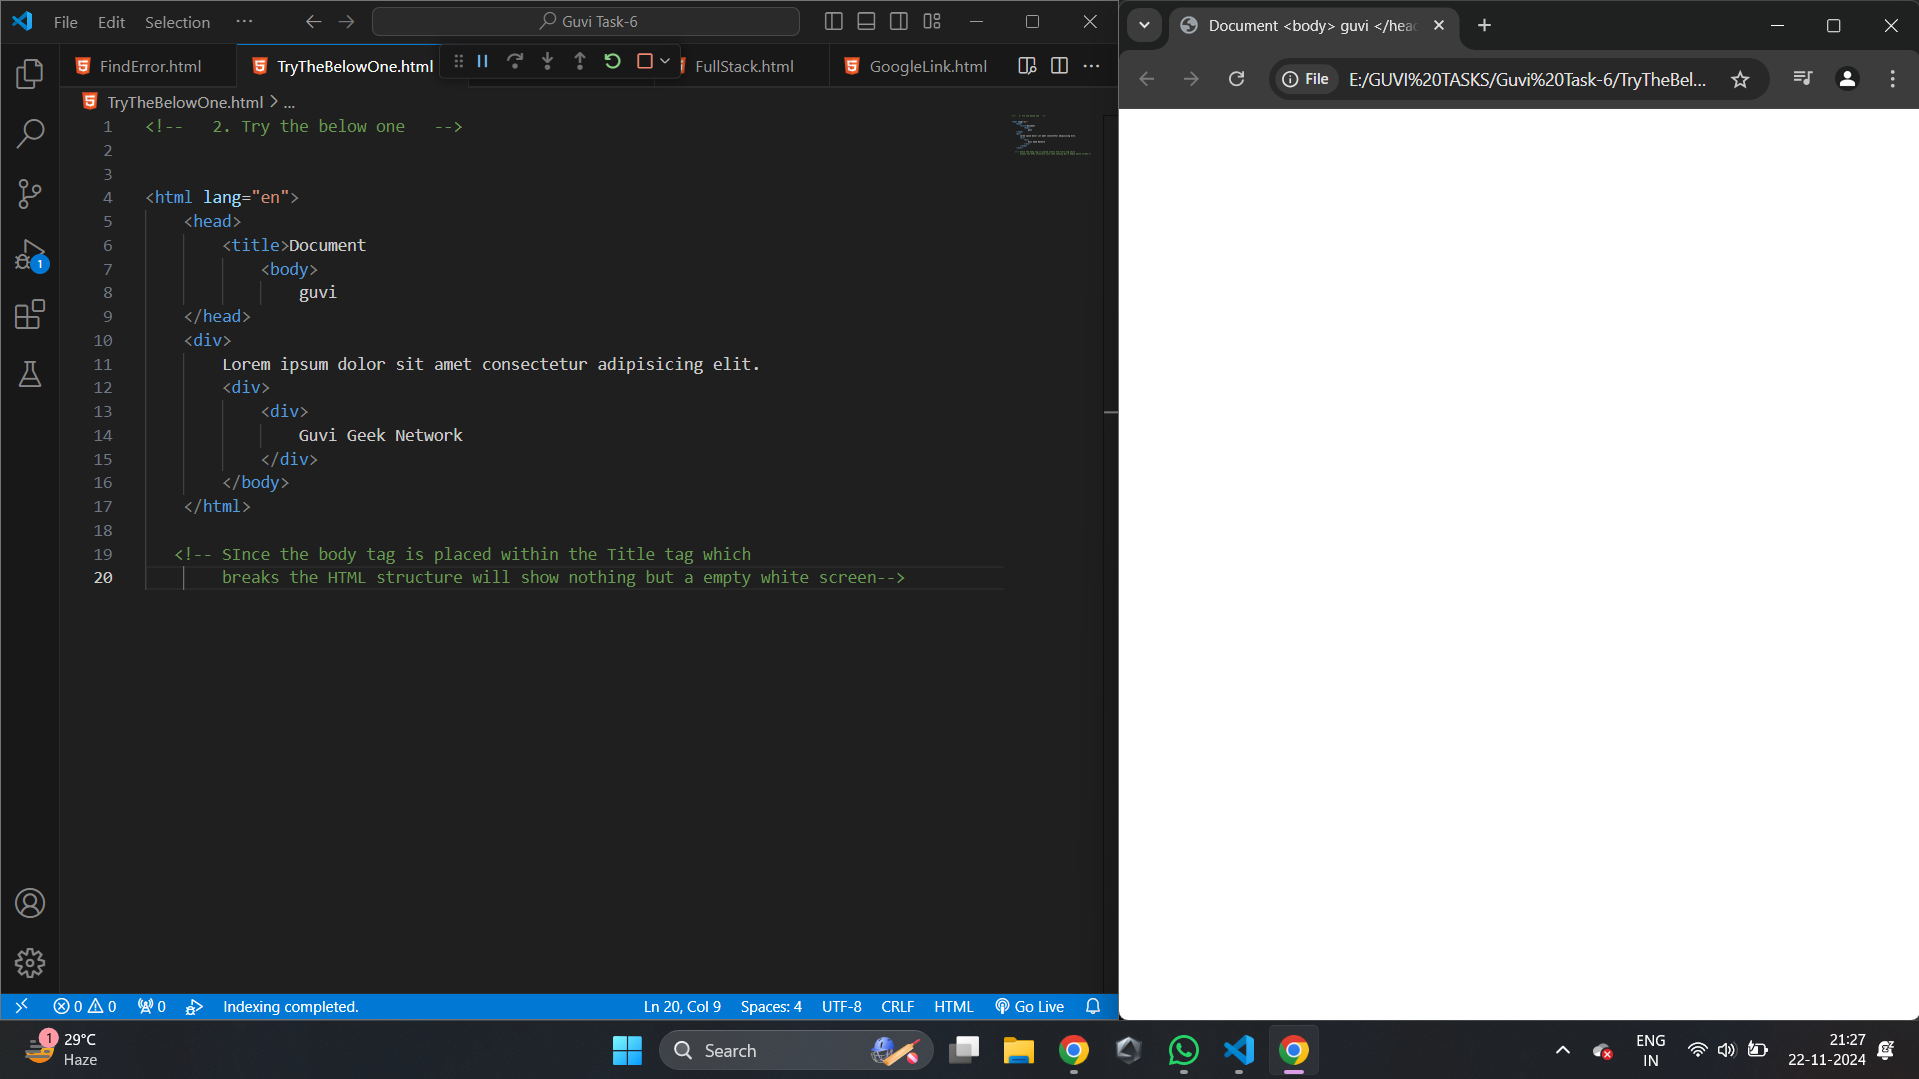 File Edit Selection ··· Guvi Task-6
FindError.html TryTheBelowOne.html FullStack.html GoogleLink.html
TryTheBelowOne.html > ...
1 <!--   2. Try the below one   -->
2
3
4 <html lang="en">
5 <head>
6 <title>Document
7 <body>
8 guvi
9 </head>
10 <div>
11 Lorem ipsum dolor sit amet consectetur adipisicing elit.
12 <div>
13 <div>
14 Guvi Geek Network
15 </div>
16 </body>
17 </html>
18
19 <!-- SInce the body tag is placed within the Title tag which
20 breaks the HTML structure will show nothing but a empty white screen-->
1
0 0 0 Indexing completed. Ln 20, Col 9 Spaces: 4 UTF-8 CRLF HTML Go Live
Document <body> guvi </hea
File E:/GUVI%20TASKS/Guvi%20Task-6/TryTheBel...
1 29°C
Haze
Search
ENG
IN
21:27
22-11-2024